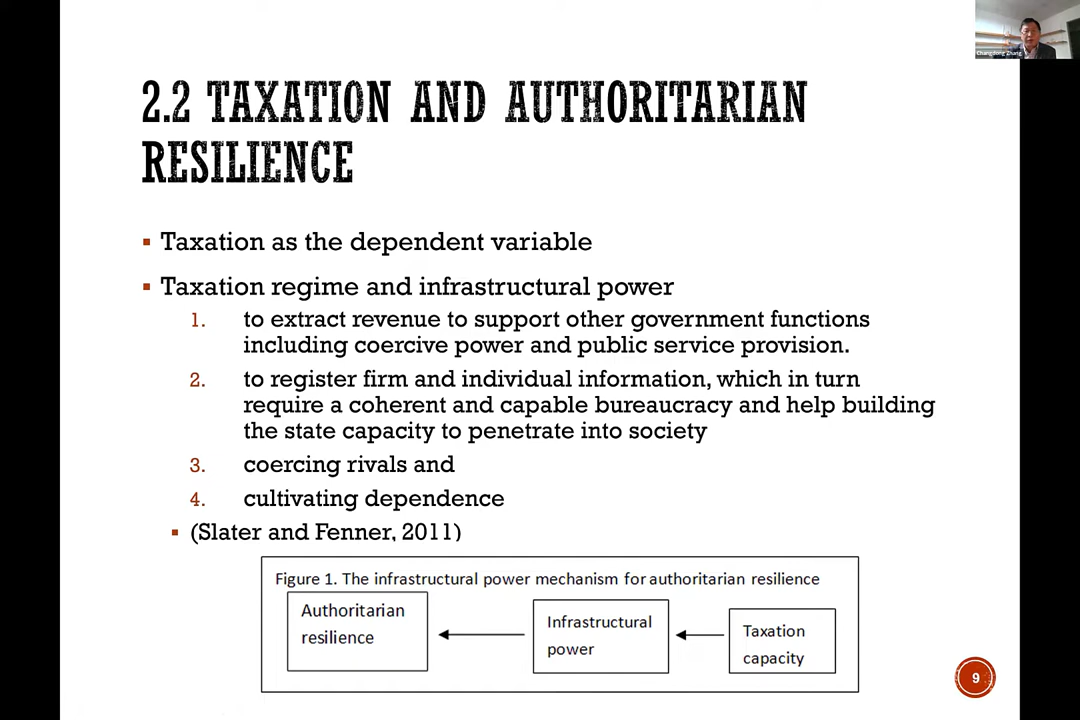 Changdong Zhang
2.2 TAXATION AND AUTHORITARIAN
RESILIENCE
▪ Taxation as the dependent variable
▪ Taxation regime and infrastructural power
1. to extract revenue to support other government functions
including coercive power and public service provision.
2. to register firm and individual information, which in turn
require a coherent and capable bureaucracy and help building
the state capacity to penetrate into society
3. coercing rivals and
4. cultivating dependence
▪ (Slater and Fenner, 2011)
Figure 1. The infrastructural power mechanism for authoritarian resilience
Authoritarian
resilience
Infrastructural
power
Taxation
capacity
9